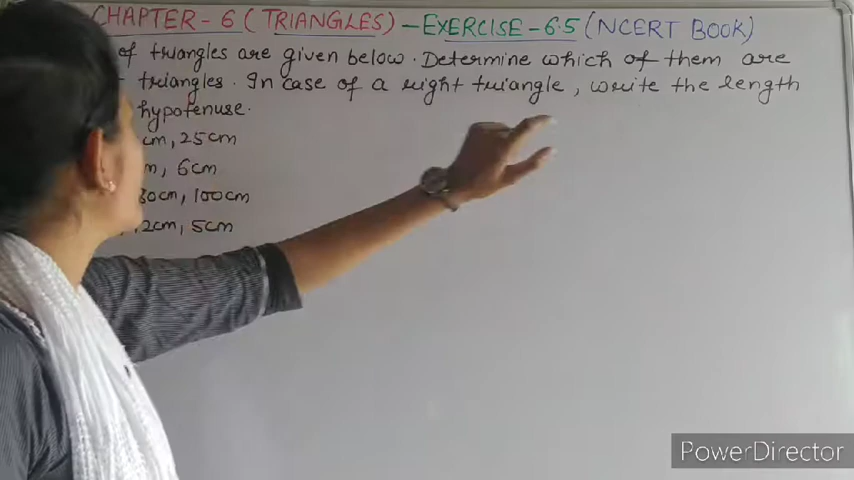 CHAPTER - 6 ( TRIANGLES) - EXERCISE - 6.5 (NCERT BOOK)
of triangles are given below. Determine which of them are
triangles. In case of a right triangle, write the length
hypotenuse.
cm, 25cm
m, 6cm
80cm, 100cm
12cm, 5cm
PowerDirector